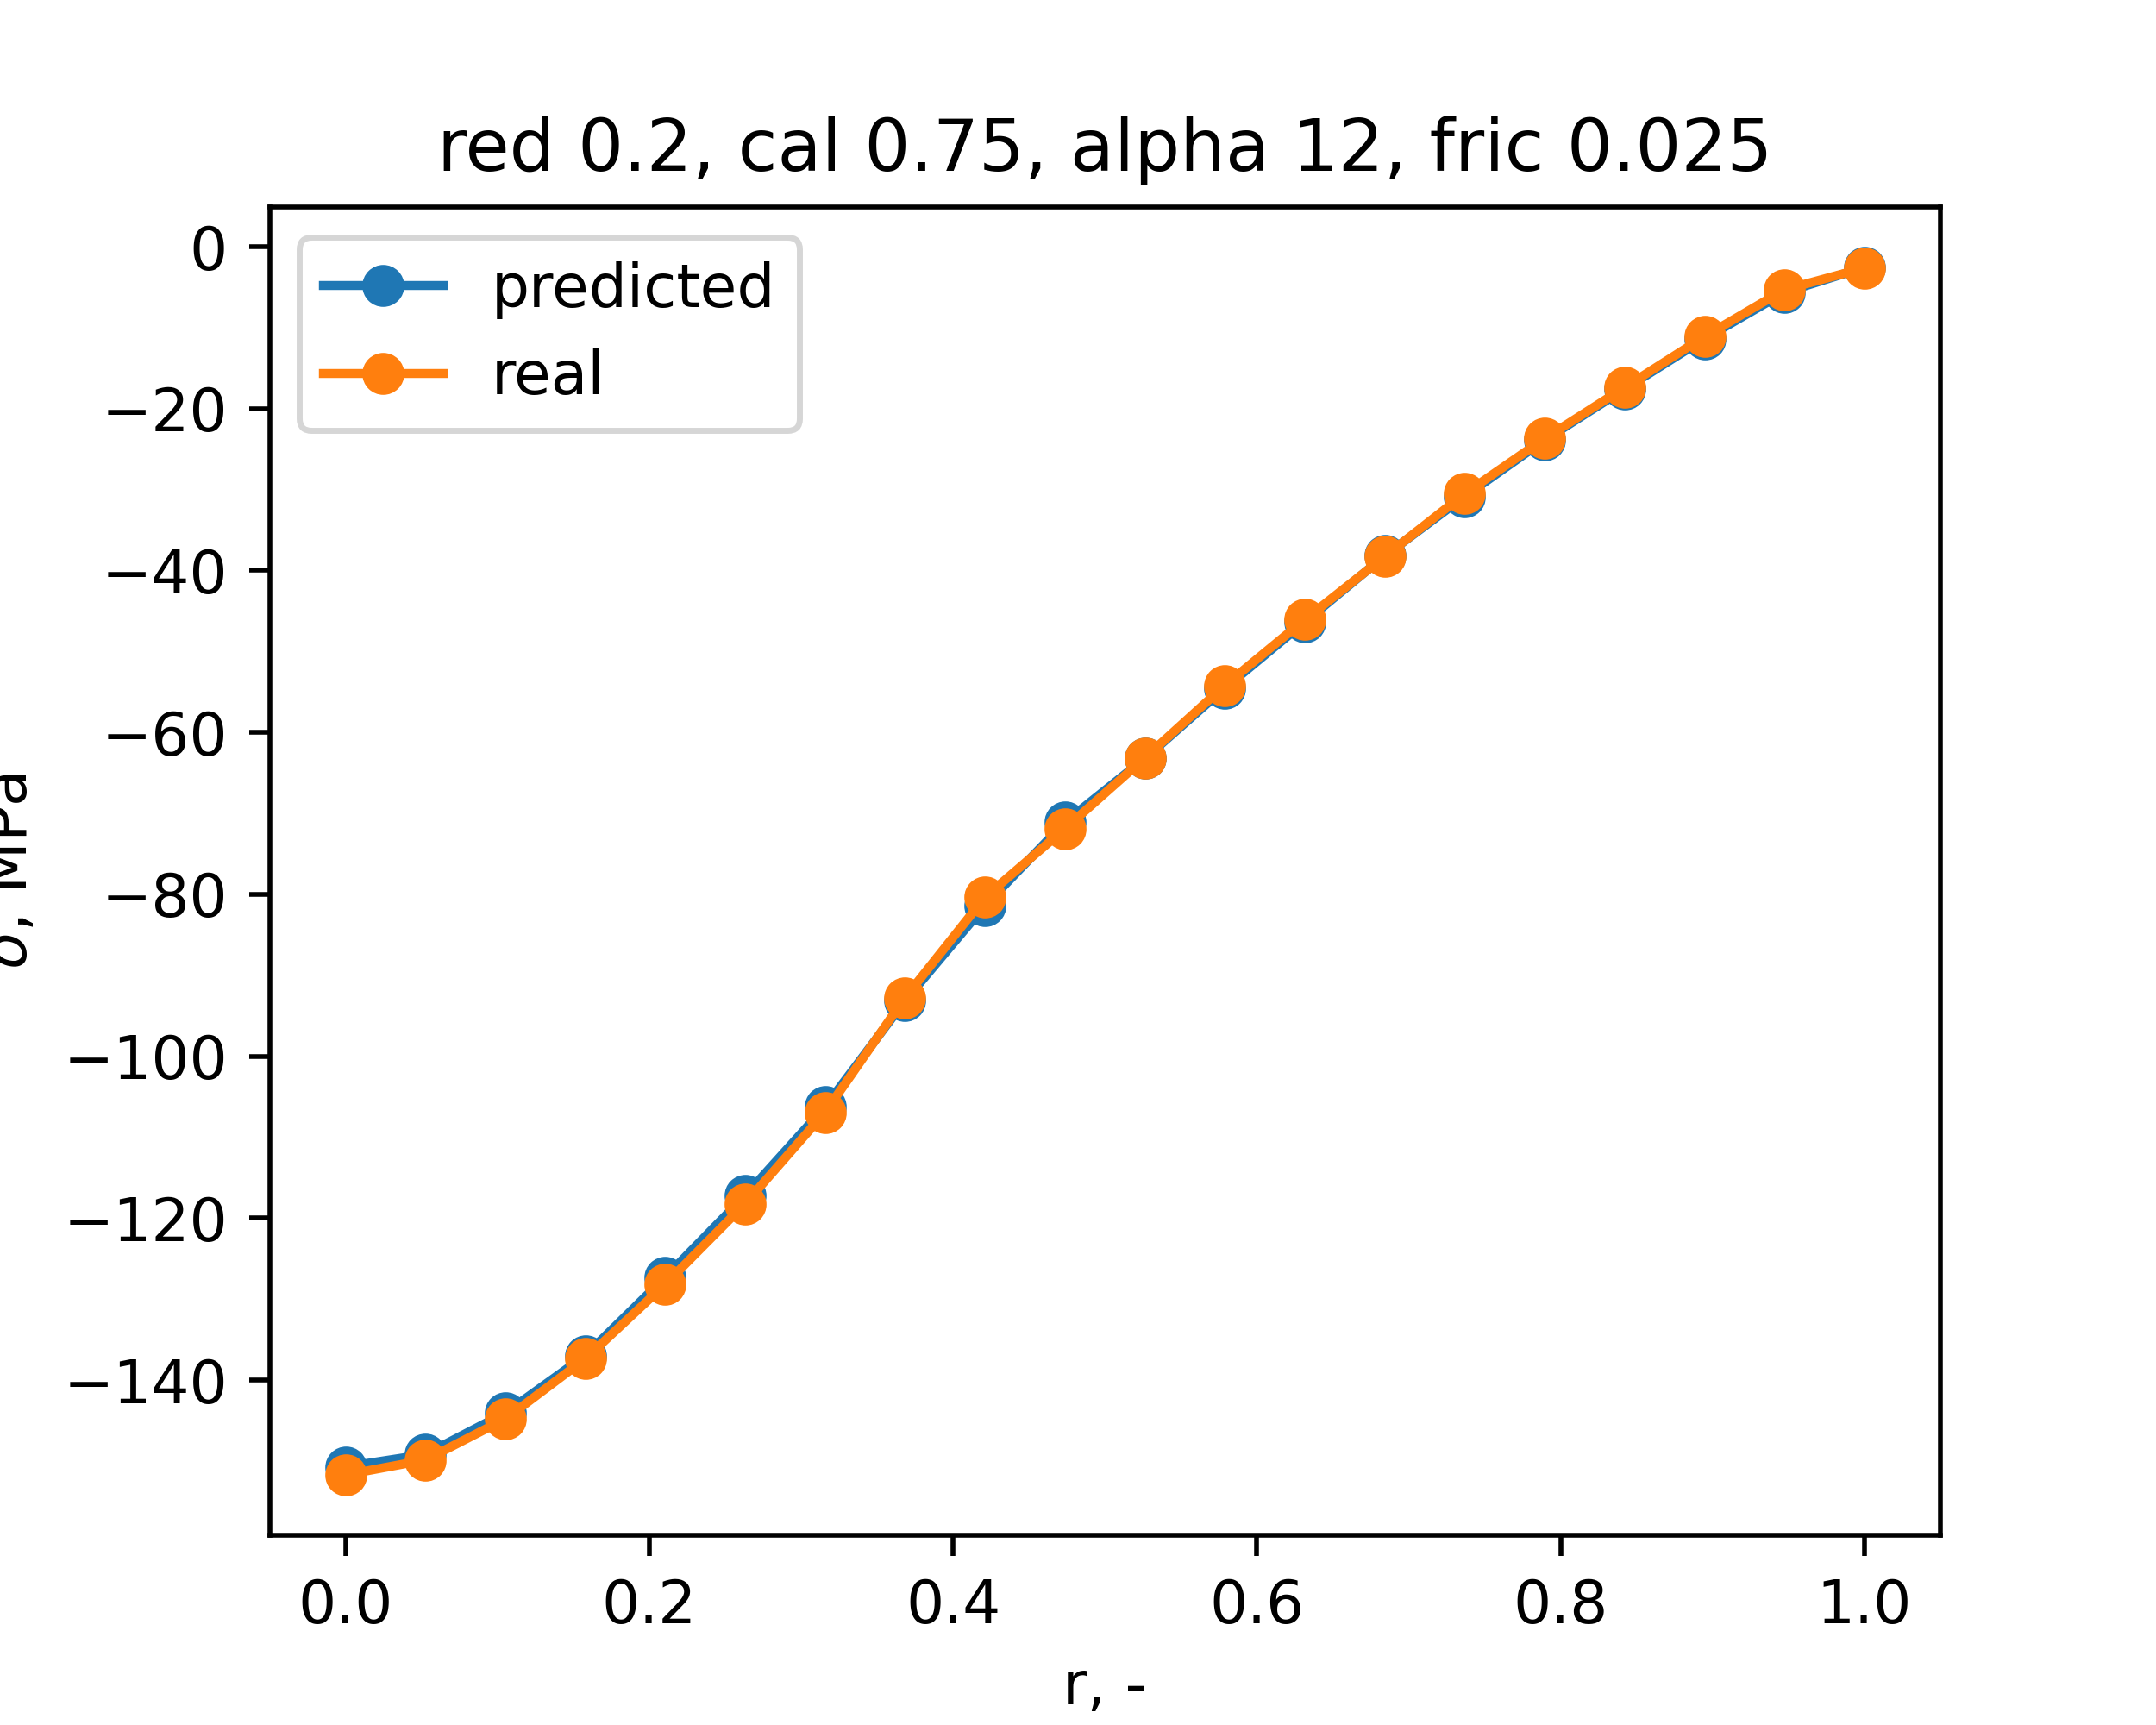 red 0.2, cal 0.75, alpha 12, fric 0.025
predicted
real
0
−20
−40
−60
−80
−100
−120
−140
σ, MPa
0.0 0.2 0.4 0.6 0.8 1.0
r, -